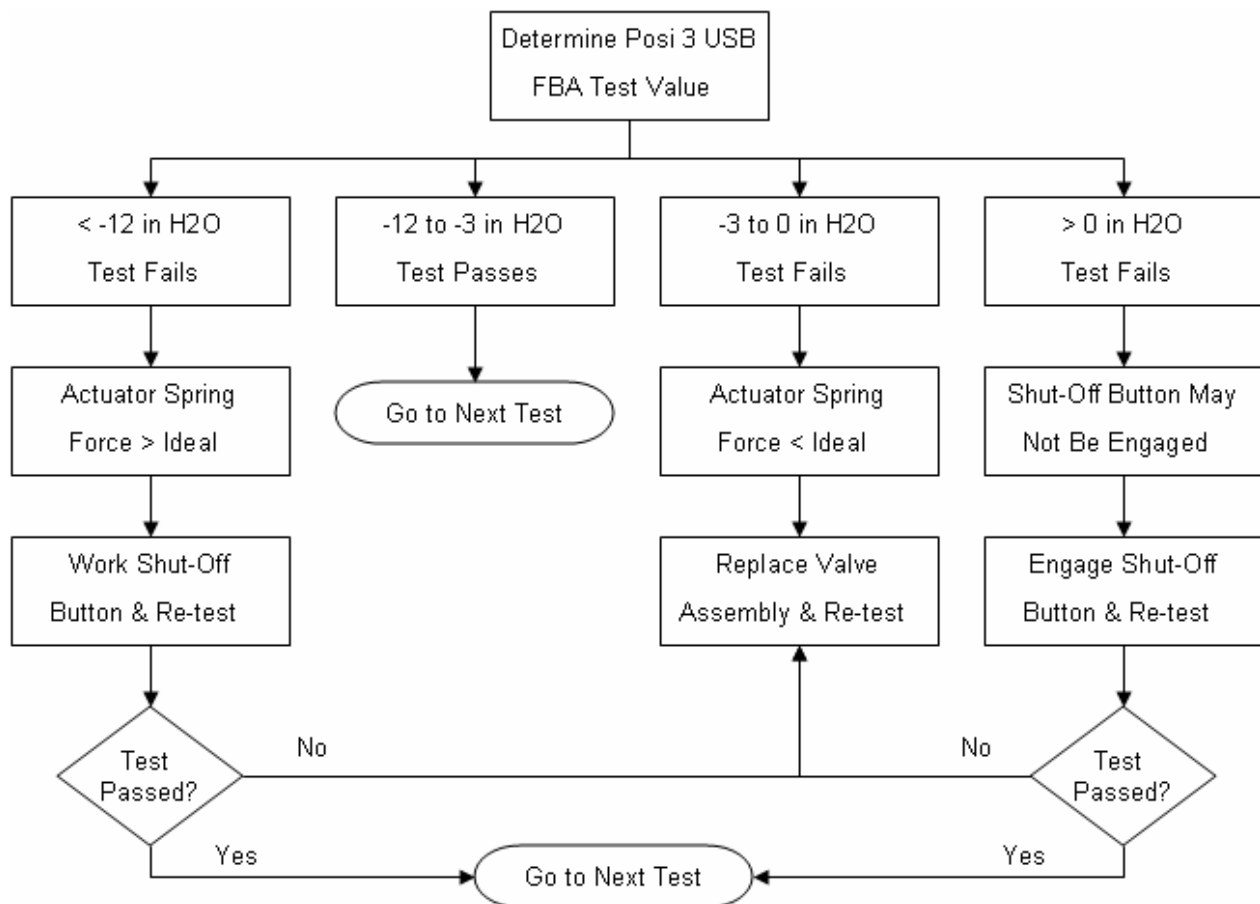 Determine Posi 3 USB
FBA Test Value
< -12 in H2O
Test Fails
-12 to -3 in H2O
Test Passes
-3 to 0 in H2O
Test Fails
> 0 in H2O
Test Fails
Actuator Spring
Force > Ideal
Go to Next Test
Actuator Spring
Force < Ideal
Shut-Off Button May
Not Be Engaged
Work Shut-Off
Button & Re-test
Replace Valve
Assembly & Re-test
Engage Shut-Off
Button & Re-test
Test
Passed?
No
No
Test
Passed?
Yes
Go to Next Test
Yes